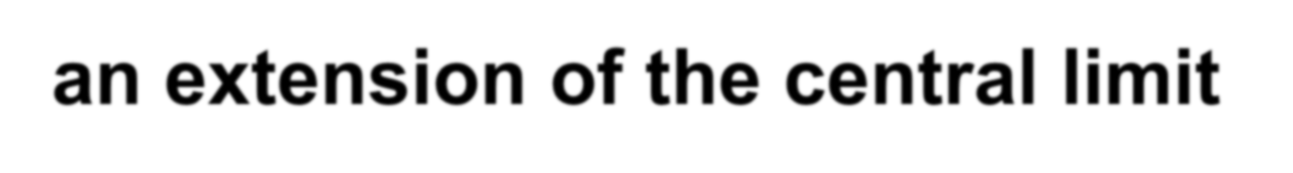 an extension of the central limit